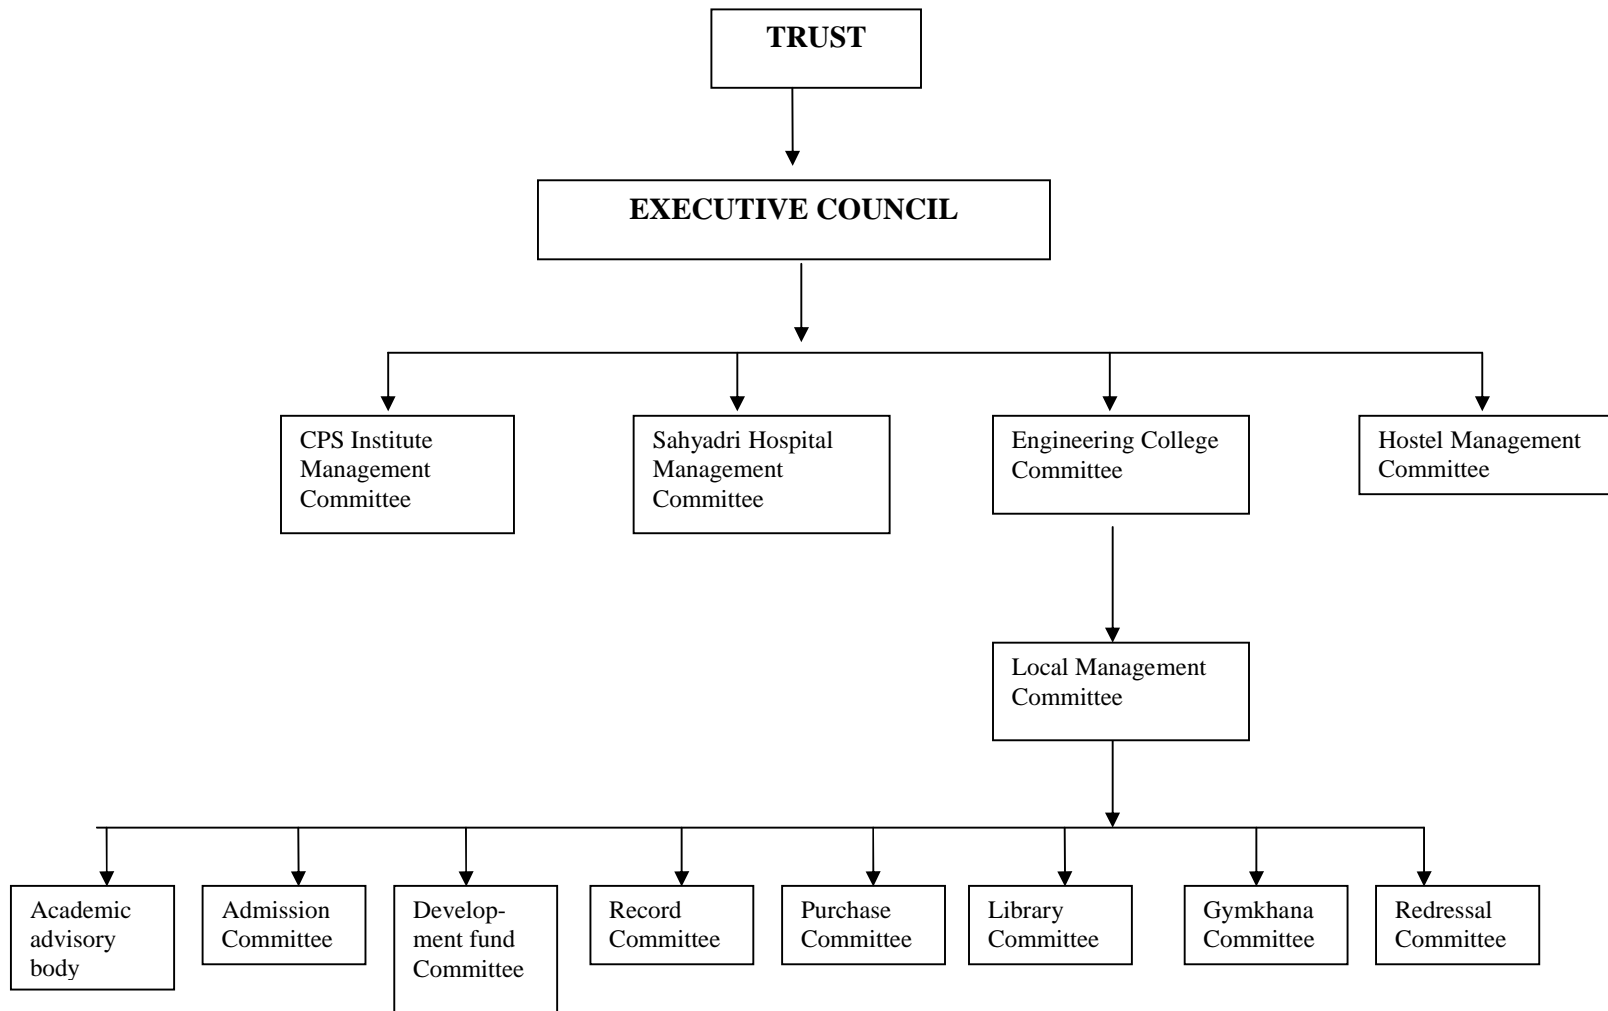 TRUST
EXECUTIVE COUNCIL
CPS Institute
Management
Committee
Sahyadri Hospital
Management
Committee
Engineering College
Committee
Hostel Management
Committee
Local Management
Committee
Academic
advisory
body
Admission
Committee
Develop-
ment fund
Committee
Record
Committee
Purchase
Committee
Library
Committee
Gymkhana
Committee
Redressal
Committee